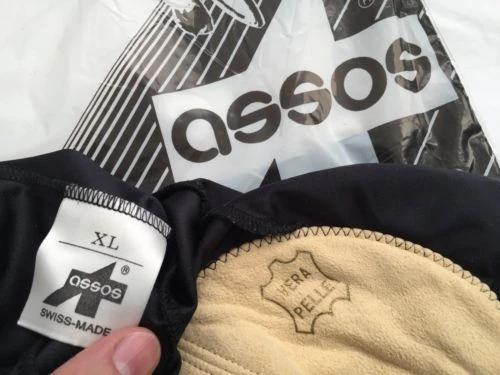 assos
®
XL
®
assos
SWISS-MADE
VERA
PELLE